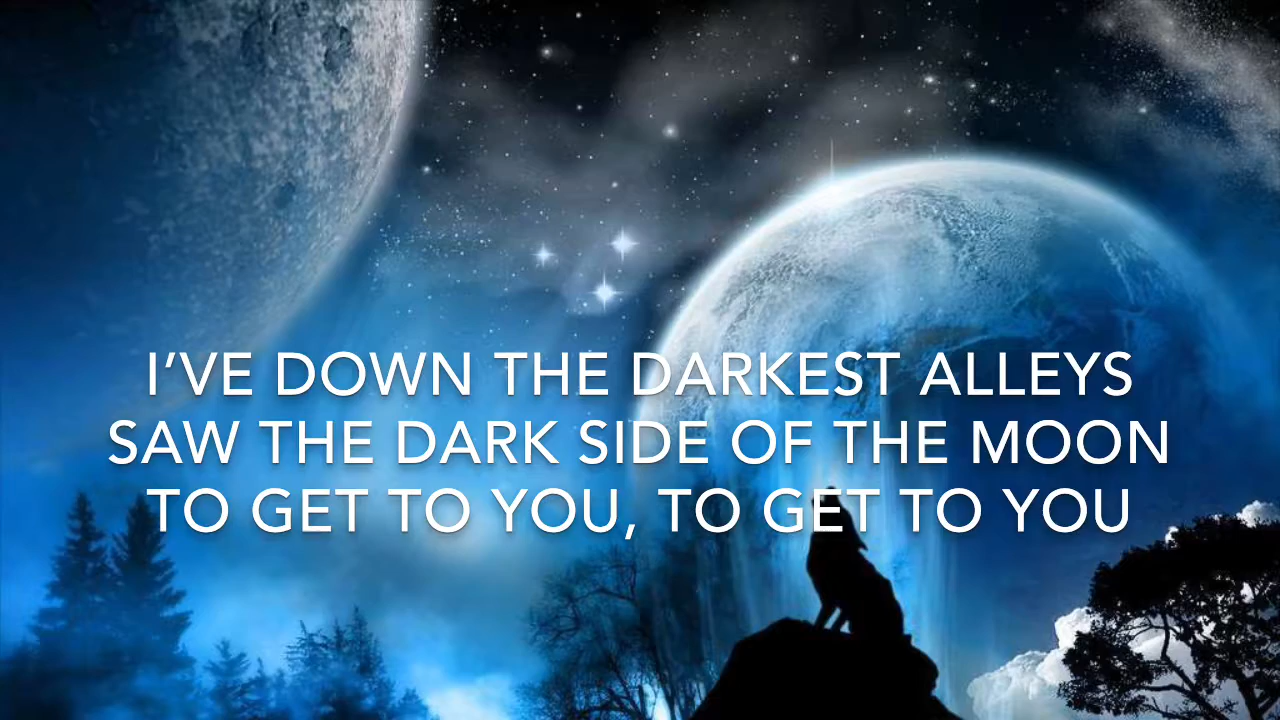 I’VE DOWN THE DARKEST ALLEYS
SAW THE DARK SIDE OF THE MOON
TO GET TO YOU, TO GET TO YOU